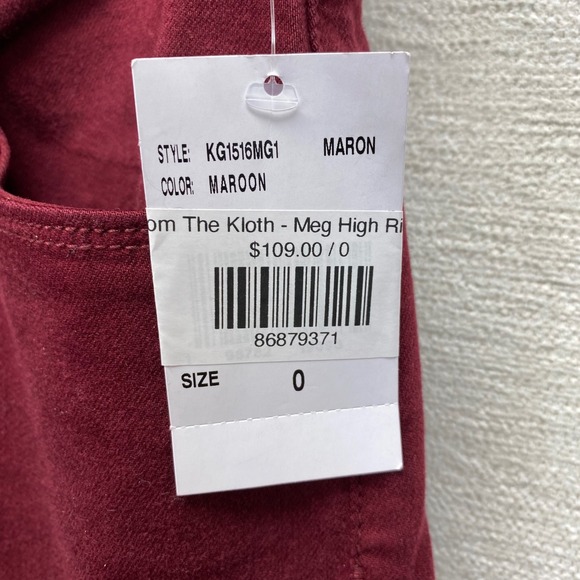 STYLE: KG1516MG1 MARON
COLOR: MAROON
om The Kloth - Meg High Ri
$109.00 / 0
86879371
SIZE 0